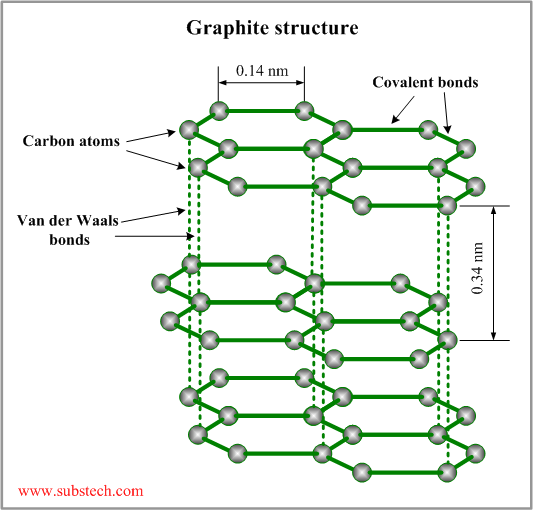 Graphite structure
0.14 nm
Covalent bonds
Carbon atoms
Van der Waals
bonds
0.34 nm
www.substech.com